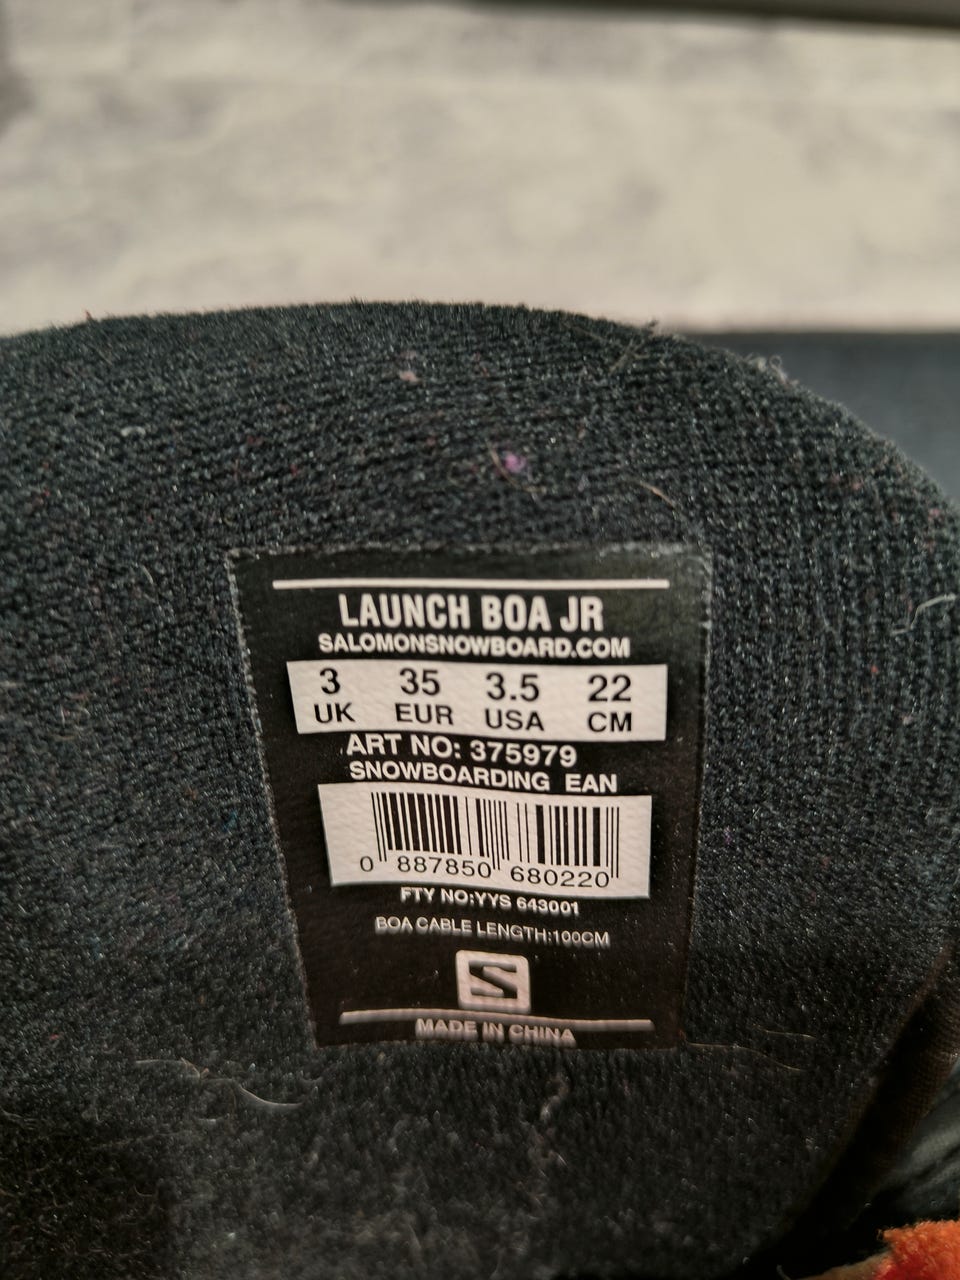 LAUNCH BOA JR
SALOMONSNOWBOARD.COM
3 35 3.5 22
UK EUR USA CM
ART NO: 375979
SNOWBOARDING EAN
0 887850 680220
FTY NO:YYS 643001
BOA CABLE LENGTH:100CM
S
MADE IN CHINA